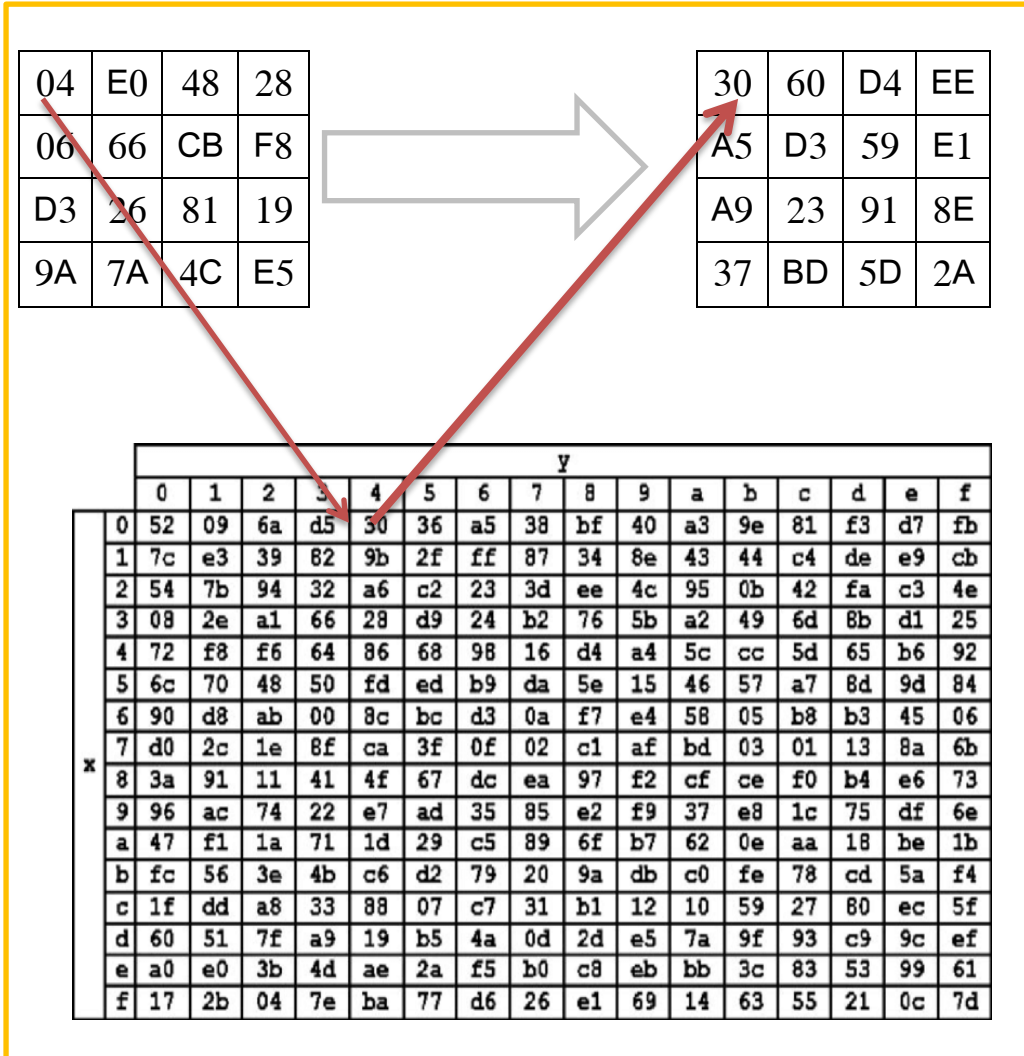 04 E0 48 28 30 60 D4 EE
06 66 CB F8 A5 D3 59 E1
D3 26 81 19 A9 23 91 8E
9A 7A 4C E5 37 BD 5D 2A
y
0 1 2 3 4 5 6 7 8 9 a b c d e f
0 52 09 6a d5 30 36 a5 38 bf 40 a3 9e 81 f3 d7 fb
1 7c e3 39 82 9b 2f ff 87 34 8e 43 44 c4 de e9 cb
2 54 7b 94 32 a6 c2 23 3d ee 4c 95 0b 42 fa c3 4e
3 08 2e a1 66 28 d9 24 b2 76 5b a2 49 6d 8b d1 25
4 72 f8 f6 64 86 68 98 16 d4 a4 5c cc 5d 65 b6 92
5 6c 70 48 50 fd ed b9 da 5e 15 46 57 a7 8d 9d 84
6 90 d8 ab 00 8c bc d3 0a f7 e4 58 05 b8 b3 45 06
7 d0 2c 1e 8f ca 3f 0f 02 c1 af bd 03 01 13 8a 6b
x
8 3a 91 11 41 4f 67 dc ea 97 f2 cf ce f0 b4 e6 73
9 96 ac 74 22 e7 ad 35 85 e2 f9 37 e8 1c 75 df 6e
a 47 f1 1a 71 1d 29 c5 89 6f b7 62 0e aa 18 be 1b
b fc 56 3e 4b c6 d2 79 20 9a db c0 fe 78 cd 5a f4
c 1f dd a8 33 88 07 c7 31 b1 12 10 59 27 80 ec 5f
d 60 51 7f a9 19 b5 4a 0d 2d e5 7a 9f 93 c9 9c ef
e a0 e0 3b 4d ae 2a f5 b0 c8 eb bb 3c 83 53 99 61
f 17 2b 04 7e ba 77 d6 26 e1 69 14 63 55 21 0c 7d